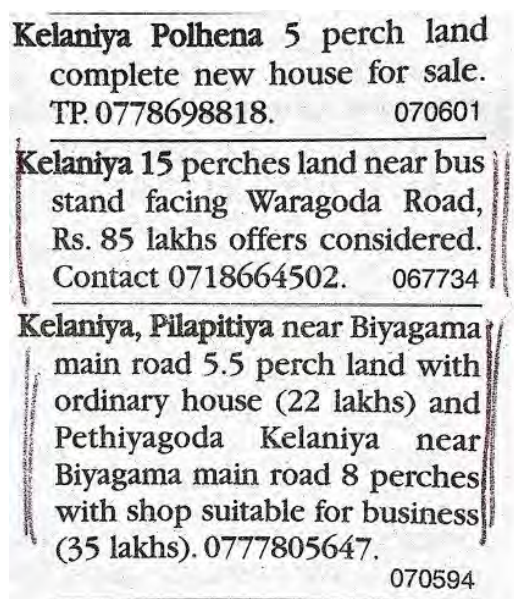 Kelaniya Polhena 5 perch land
complete new house for sale.
TP. 0778698818. 070601
Kelaniya 15 perches land near bus
stand facing Waragoda Road,
Rs. 85 lakhs offers considered.
Contact 0718664502. 067734
Kelaniya, Pilapitiya near Biyagama
main road 5.5 perch land with
ordinary house (22 lakhs) and
Pethiyagoda Kelaniya near
Biyagama main road 8 perches
with shop suitable for business
(35 lakhs). 0777805647.
070594